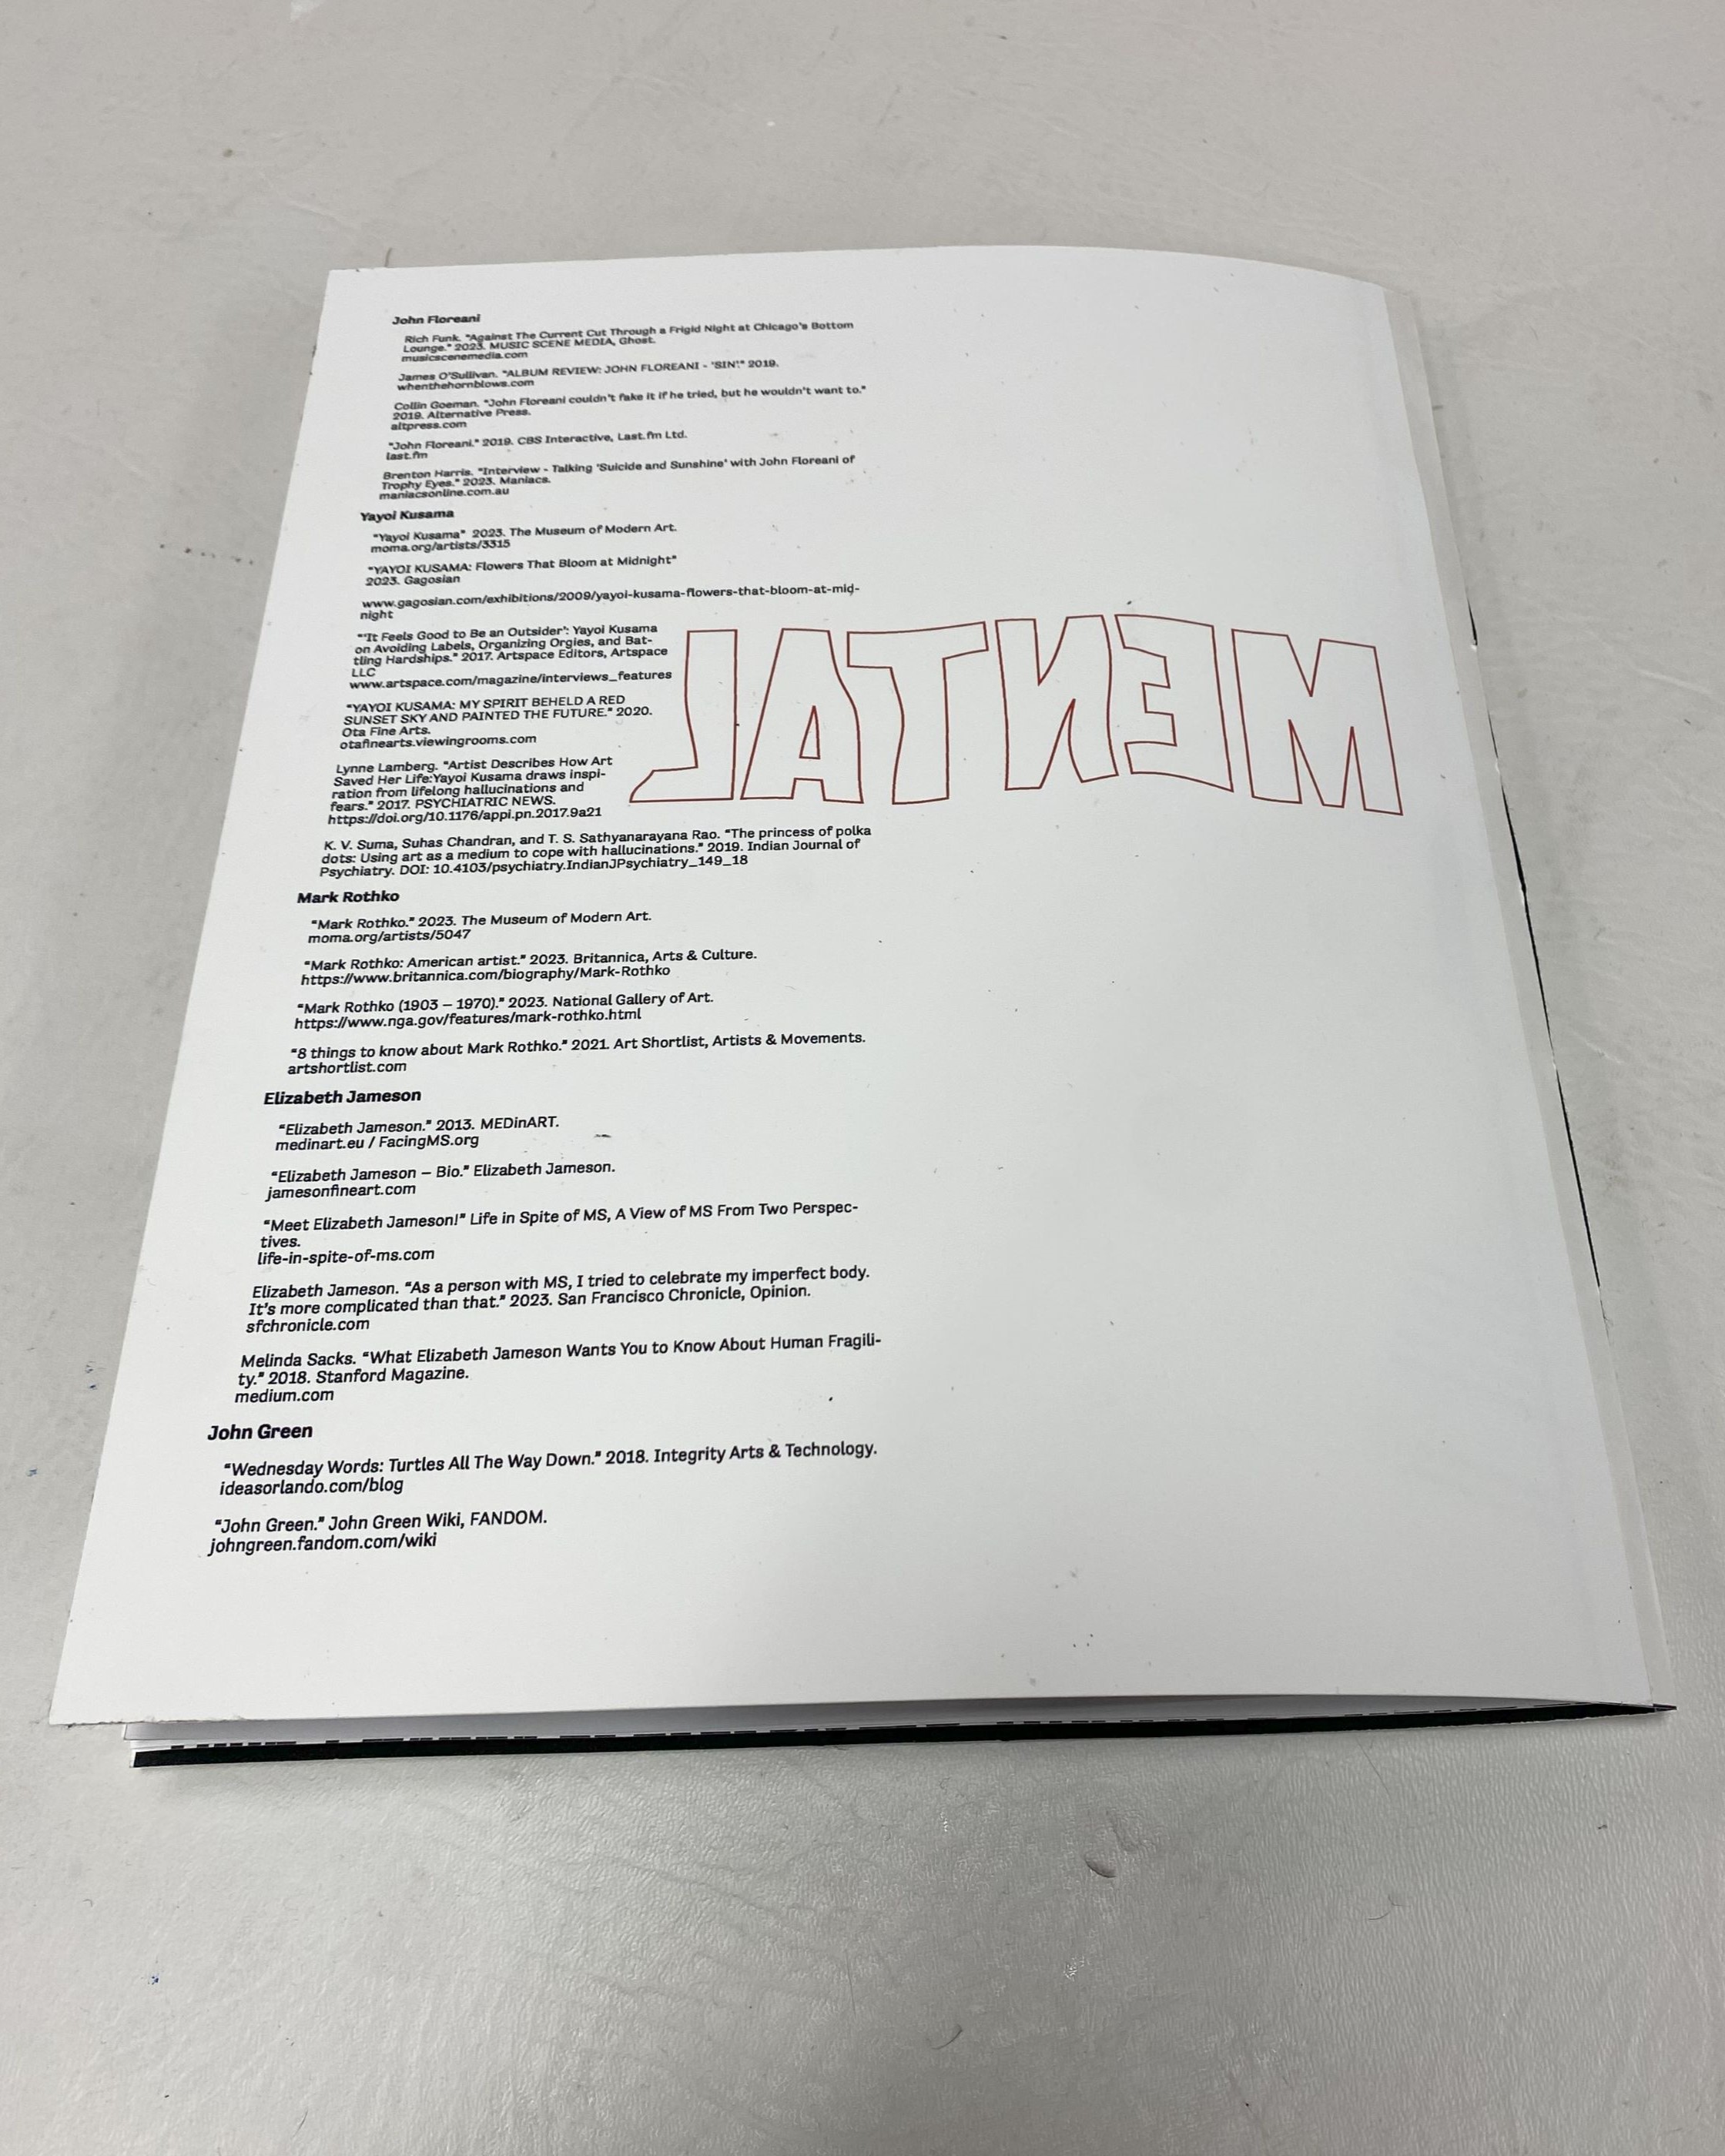 John Floreani
Rich Funk. "Against The Current Cut Through a Frigid Night at Chicago's Bottom
Lounge." 2023. MUSIC SCENE MEDIA, Ghost.
musicscenemedia.com
James O'Sullivan. "ALBUM REVIEW: JOHN FLOREANI - 'SIN'." 2019.
whenthehornblows.com
Collin Goeman. "John Floreani couldn't fake it if he tried, but he wouldn't want to."
2019. Alternative Press.
altpress.com
"John Floreani." 2019. CBS Interactive, Last.fm Ltd.
last.fm
Brenton Harris. "Interview - Talking 'Suicide and Sunshine' with John Floreani of
Trophy Eyes." 2023. Maniacs.
maniacsonline.com.au
Yayoi Kusama
"Yayoi Kusama" 2023. The Museum of Modern Art.
moma.org/artists/3315
"YAYOI KUSAMA: Flowers That Bloom at Midnight"
2023. Gagosian
www.gagosian.com/exhibitions/2009/yayoi-kusama-flowers-that-bloom-at-mid-
night
"'It Feels Good to Be an Outsider': Yayoi Kusama
on Avoiding Labels, Organizing Orgies, and Bat-
tling Hardships." 2017. Artspace Editors, Artspace
LLC
www.artspace.com/magazine/interviews_features
"YAYOI KUSAMA: MY SPIRIT BEHELD A RED
SUNSET SKY AND PAINTED THE FUTURE." 2020.
Ota Fine Arts.
otafinearts.viewingrooms.com
Lynne Lamberg. "Artist Describes How Art
Saved Her Life:Yayoi Kusama draws inspi-
ration from lifelong hallucinations and
fears." 2017. PSYCHIATRIC NEWS.
https://doi.org/10.1176/appi.pn.2017.9a21
K. V. Suma, Suhas Chandran, and T. S. Sathyanarayana Rao. "The princess of polka
dots: Using art as a medium to cope with hallucinations." 2019. Indian Journal of
Psychiatry. DOI: 10.4103/psychiatry.IndianJPsychiatry_149_18
Mark Rothko
"Mark Rothko." 2023. The Museum of Modern Art.
moma.org/artists/5047
"Mark Rothko: American artist." 2023. Britannica, Arts & Culture.
https://www.britannica.com/biography/Mark-Rothko
"Mark Rothko (1903 – 1970)." 2023. National Gallery of Art.
https://www.nga.gov/features/mark-rothko.html
"8 things to know about Mark Rothko." 2021. Art Shortlist, Artists & Movements.
artshortlist.com
Elizabeth Jameson
"Elizabeth Jameson." 2013. MEDinART.
medinart.eu / FacingMS.org
"Elizabeth Jameson – Bio." Elizabeth Jameson.
jamesonfineart.com
"Meet Elizabeth Jameson!" Life in Spite of MS, A View of MS From Two Perspec-
tives.
life-in-spite-of-ms.com
Elizabeth Jameson. "As a person with MS, I tried to celebrate my imperfect body.
It's more complicated than that." 2023. San Francisco Chronicle, Opinion.
sfchronicle.com
Melinda Sacks. "What Elizabeth Jameson Wants You to Know About Human Fragili-
ty." 2018. Stanford Magazine.
medium.com
John Green
"Wednesday Words: Turtles All The Way Down." 2018. Integrity Arts & Technology.
ideasorlando.com/blog
"John Green." John Green Wiki, FANDOM.
johngreen.fandom.com/wiki
MENTAL